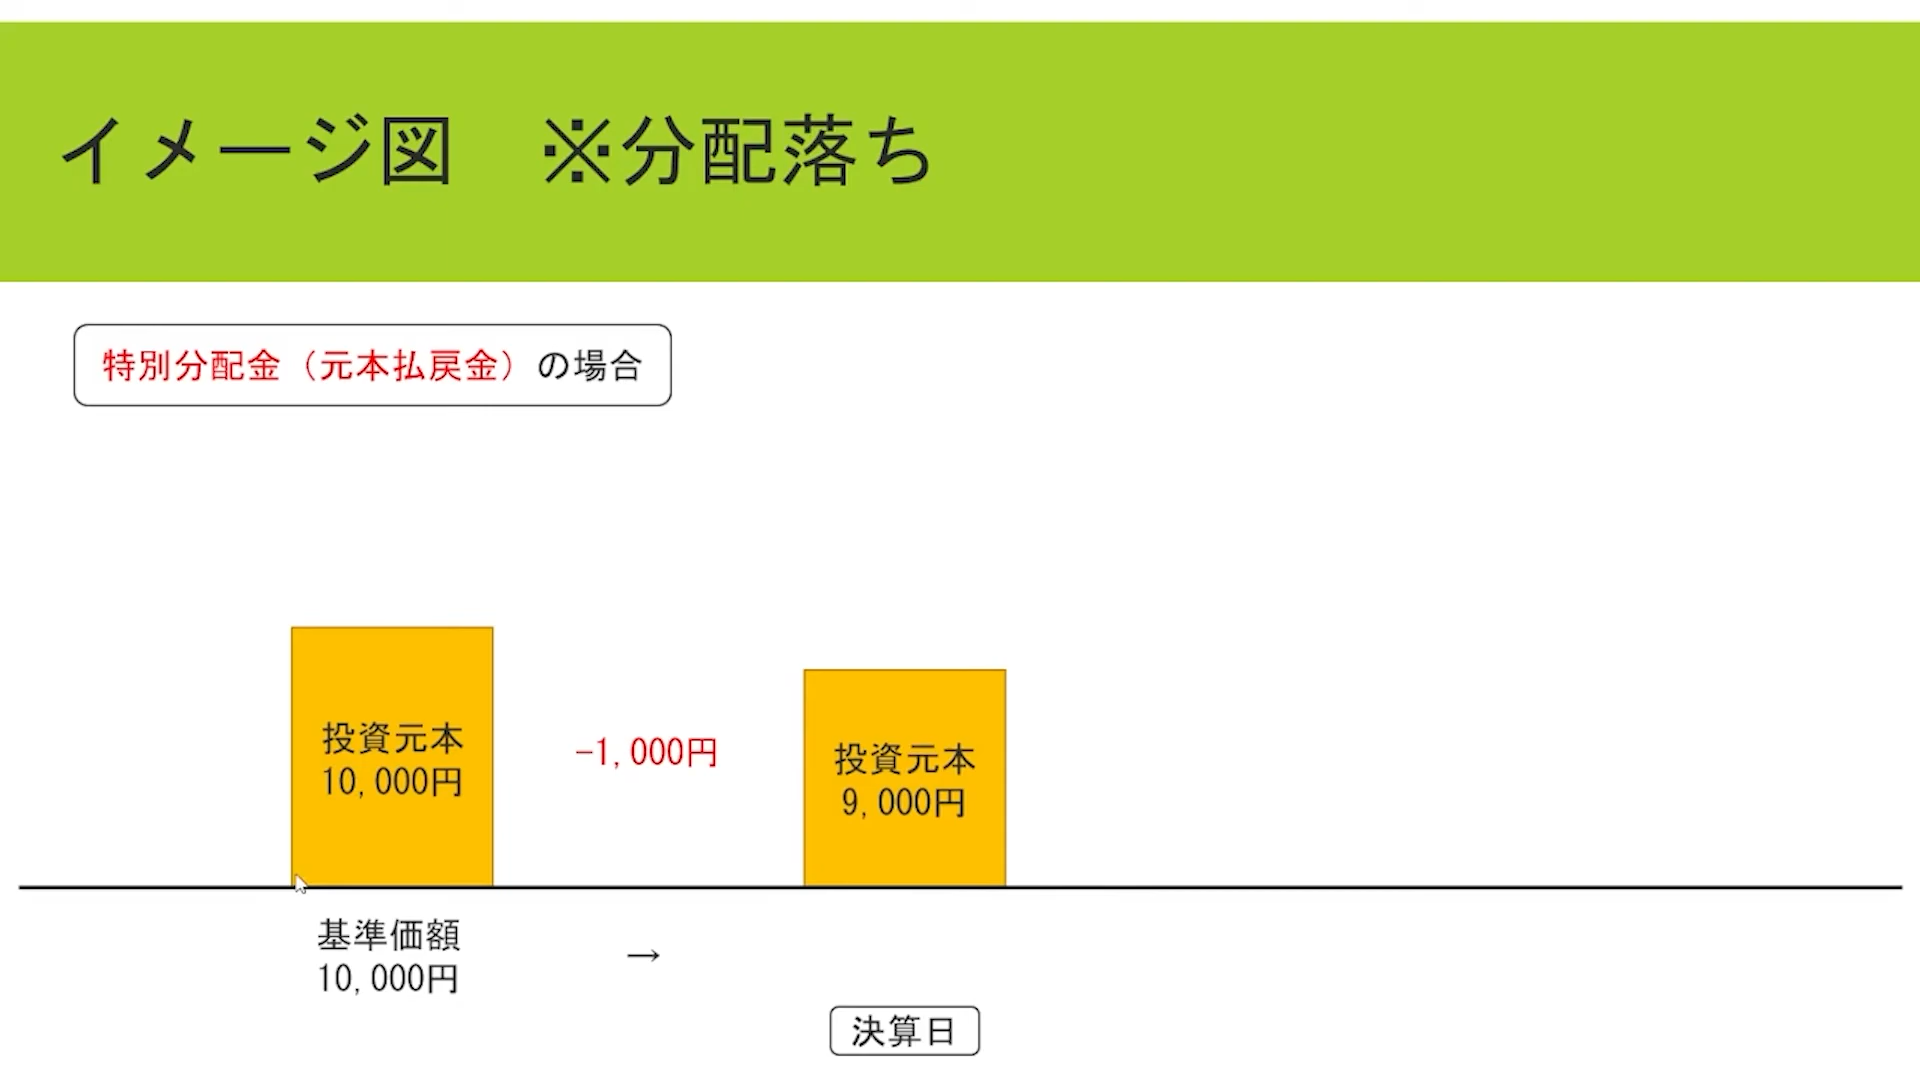 イメージ図　※分配落ち
特別分配金（元本払戻金）の場合
投資元本
10,000円
-1,000円
投資元本
9,000円
基準価額
10,000円
→
決算日